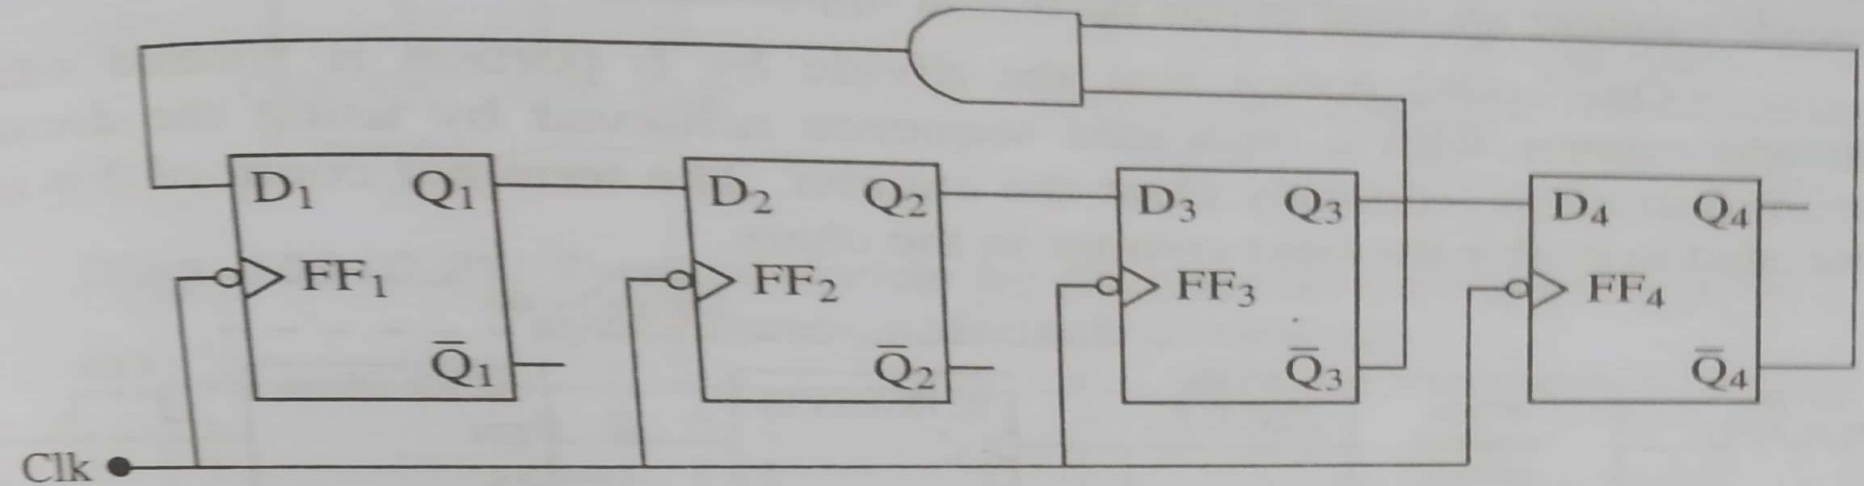 D₁ Q₁ D₂ Q₂ D₃ Q₃ D₄ Q₄
FF₁ FF₂ FF₃ FF₄
Q̅₁ Q̅₂ Q̅₃ Q̅₄
Clk